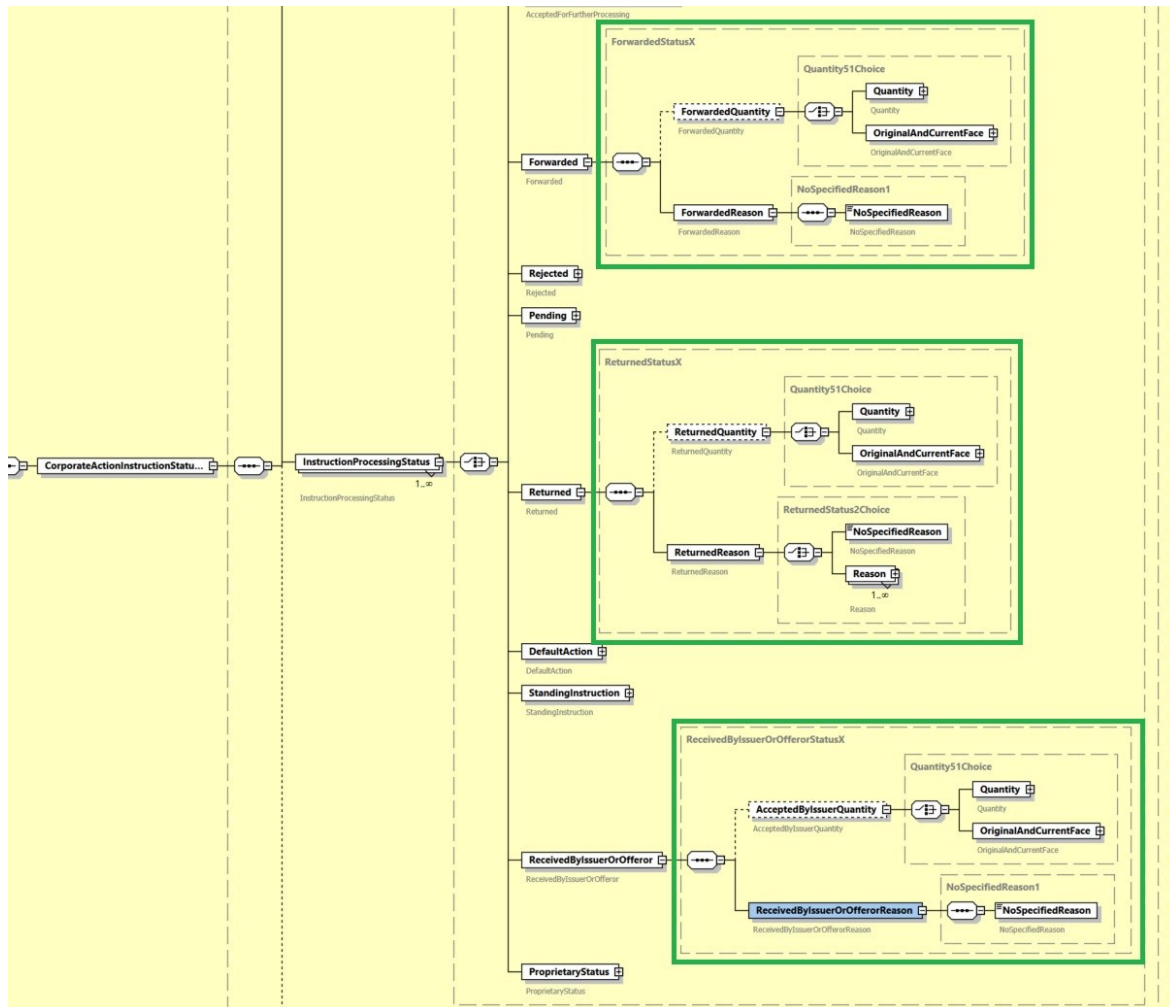 AcceptedForFurtherProcessing
ForwardedStatusX
Quantity51Choice
Quantity
Quantity
ForwardedQuantity
ForwardedQuantity
OriginalAndCurrentFace
OriginalAndCurrentFace
Forwarded
Forwarded
NoSpecifiedReason1
ForwardedReason
ForwardedReason
NoSpecifiedReason
NoSpecifiedReason
Rejected
Rejected
Pending
Pending
ReturnedStatusX
Quantity51Choice
Quantity
Quantity
ReturnedQuantity
ReturnedQuantity
OriginalAndCurrentFace
OriginalAndCurrentFace
CorporateActionInstructionStatu...
InstructionProcessingStatus
1..∞
InstructionProcessingStatus
Returned
Returned
ReturnedStatus2Choice
NoSpecifiedReason
NoSpecifiedReason
ReturnedReason
ReturnedReason
Reason
1..∞
Reason
DefaultAction
DefaultAction
StandingInstruction
StandingInstruction
ReceivedByIssuerOrOfferorStatusX
Quantity51Choice
Quantity
Quantity
AcceptedByIssuerQuantity
AcceptedByIssuerQuantity
OriginalAndCurrentFace
OriginalAndCurrentFace
ReceivedByIssuerOrOfferor
ReceivedByIssuerOrOfferor
NoSpecifiedReason1
ReceivedByIssuerOrOfferorReason
ReceivedByIssuerOrOfferorReason
NoSpecifiedReason
NoSpecifiedReason
ProprietaryStatus
ProprietaryStatus